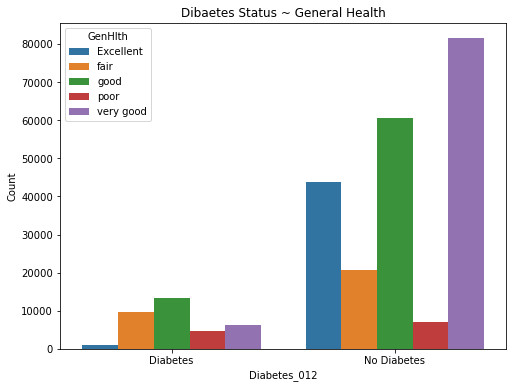 Dibaetes Status ~ General Health
GenHlth
Excellent
fair
good
poor
very good
80000
70000
60000
50000
40000
30000
20000
10000
0
Count
Diabetes
No Diabetes
Diabetes_012